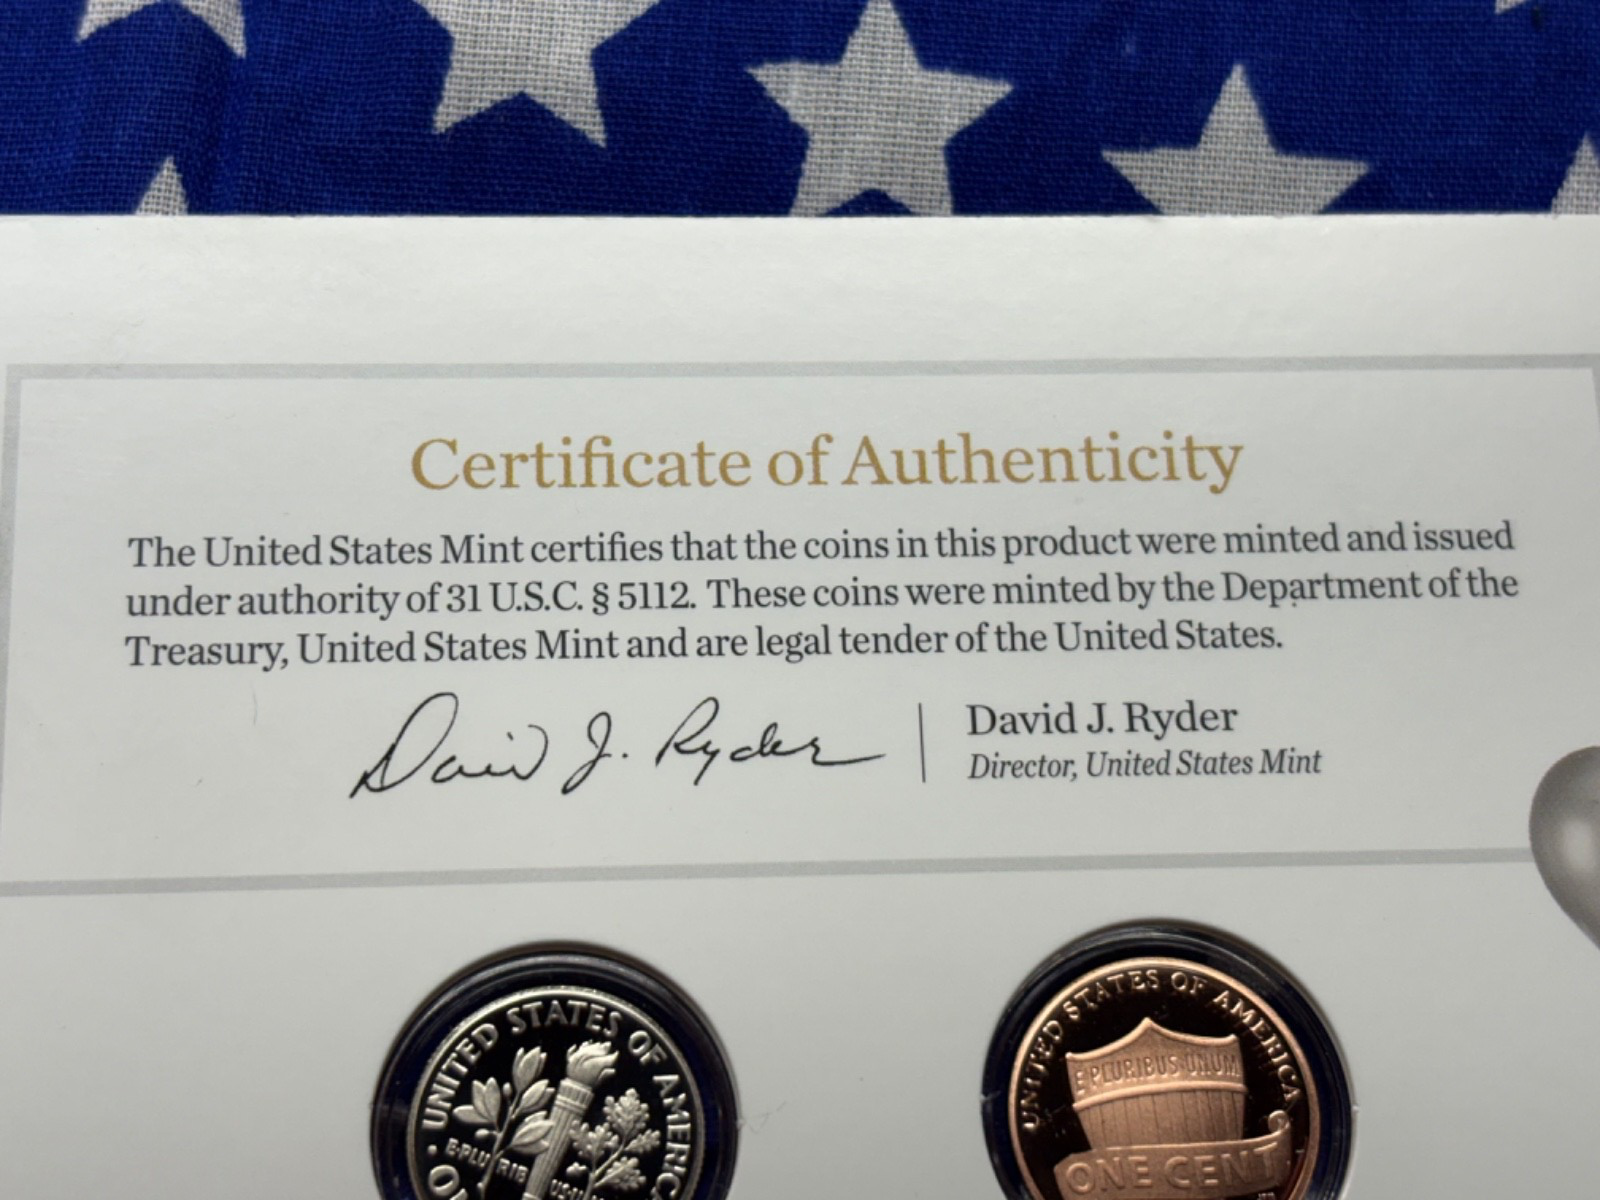 Certificate of Authenticity
The United States Mint certifies that the coins in this product were minted and issued
under authority of 31 U.S.C. § 5112. These coins were minted by the Department of the
Treasury, United States Mint and are legal tender of the United States.
David J. Ryder
David J. Ryder
Director, United States Mint
UNITED STATES OF AMERICA
E PLURIB
UNITED STATES OF AMERICA
E PLURIBUS UNUM
ONE CENT